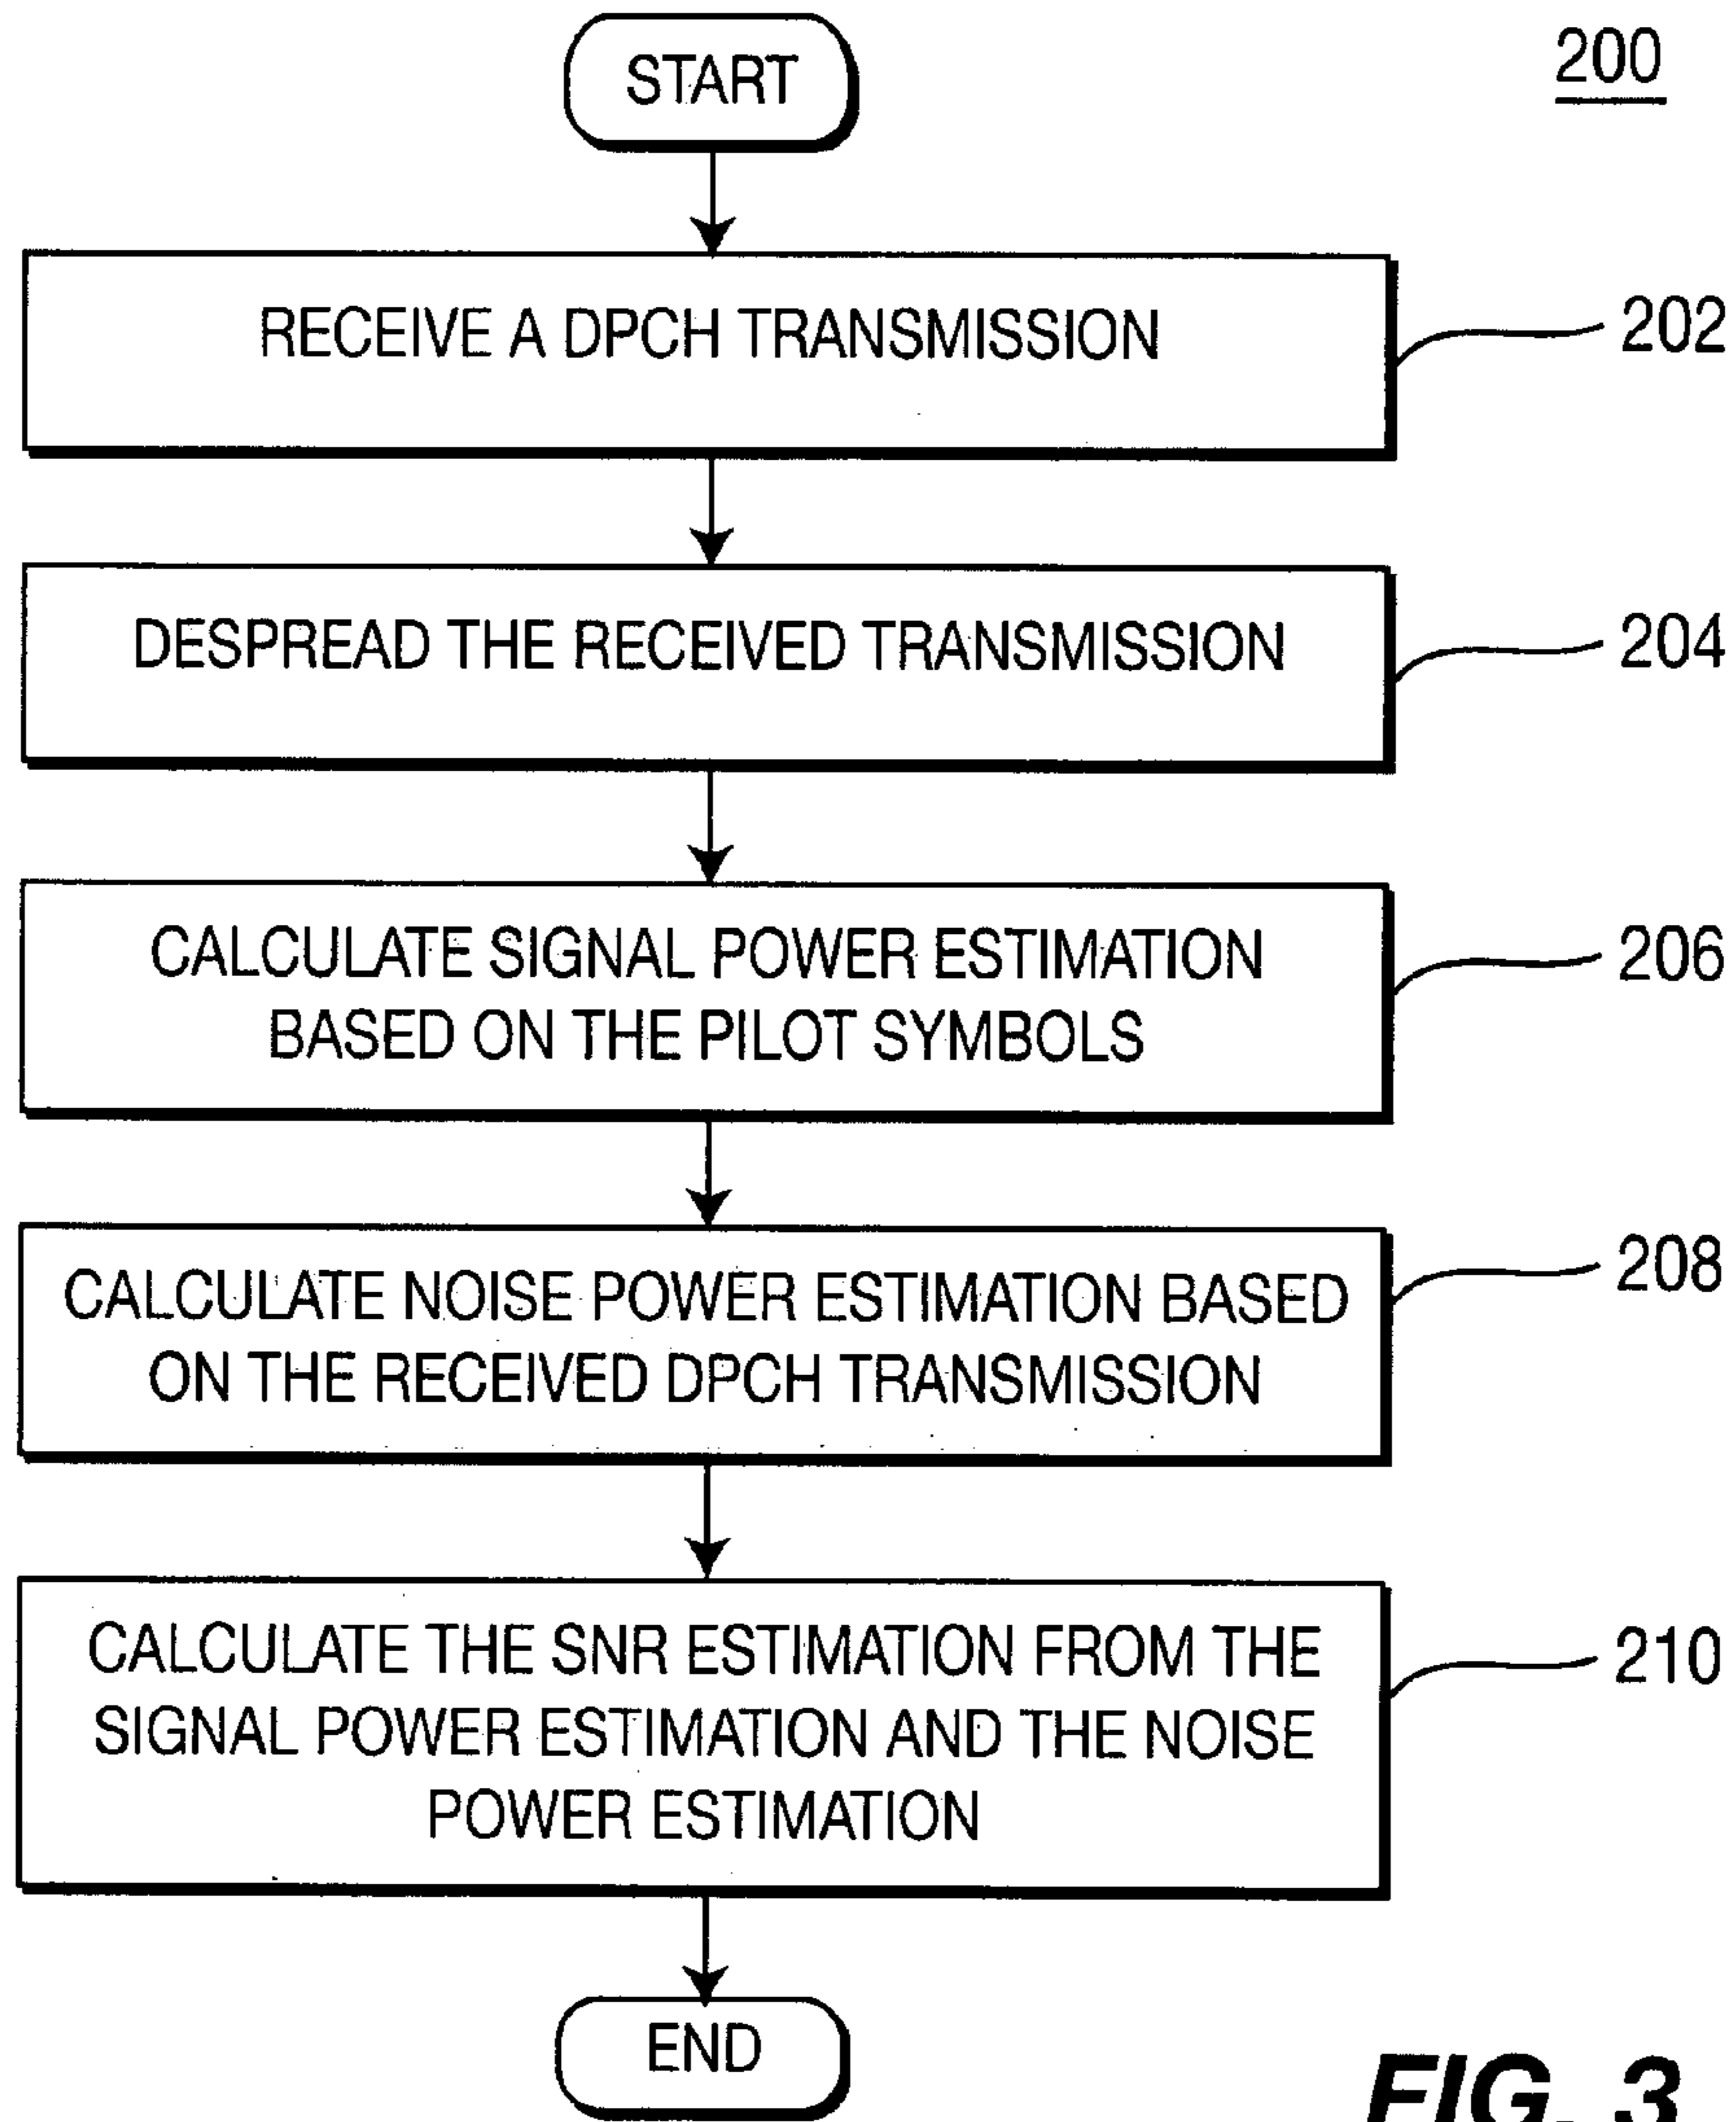 START
200
RECEIVE A DPCH TRANSMISSION
202
DESPREAD THE RECEIVED TRANSMISSION
204
CALCULATE SIGNAL POWER ESTIMATION
BASED ON THE PILOT SYMBOLS
206
CALCULATE NOISE POWER ESTIMATION BASED
ON THE RECEIVED DPCH TRANSMISSION
208
CALCULATE THE SNR ESTIMATION FROM THE
SIGNAL POWER ESTIMATION AND THE NOISE
POWER ESTIMATION
210
END
FIG. 3